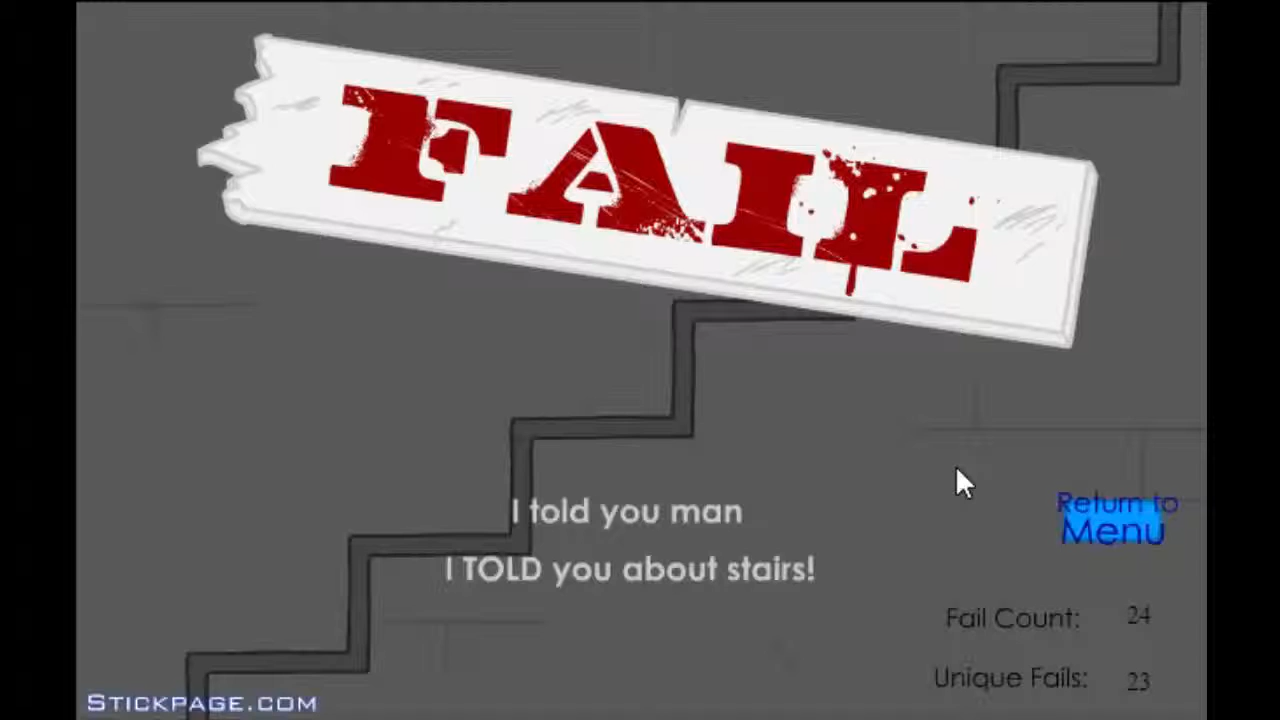 FAIL
I told you man
I TOLD you about stairs!
Return to
Menu
Fail Count: 24
Unique Fails: 23
STICKPAGE.COM